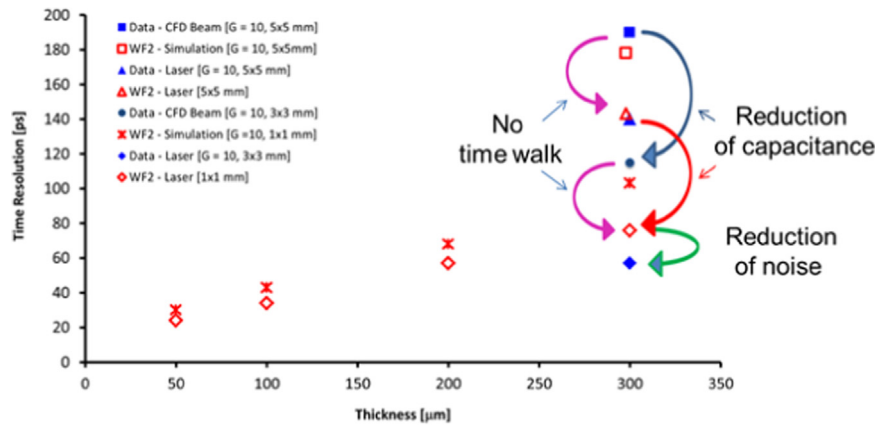 200
180
160
140
120
100
80
60
40
20
0
Time Resolution [ps]
Data - CFD Beam [G = 10, 5x5 mm]
WF2 - Simulation [G = 10, 5x5mm]
Data - Laser [G = 10, 5x5 mm]
WF2 - Laser [5x5 mm]
Data - CFD Beam [G = 10, 3x3 mm]
WF2 - Simulation [G =10, 1x1 mm]
Data - Laser [G = 10, 3x3 mm]
WF2 - Laser [1x1 mm]
No
time walk
Reduction
of capacitance
Reduction
of noise
0 50 100 150 200 250 300 350
Thickness [μm]